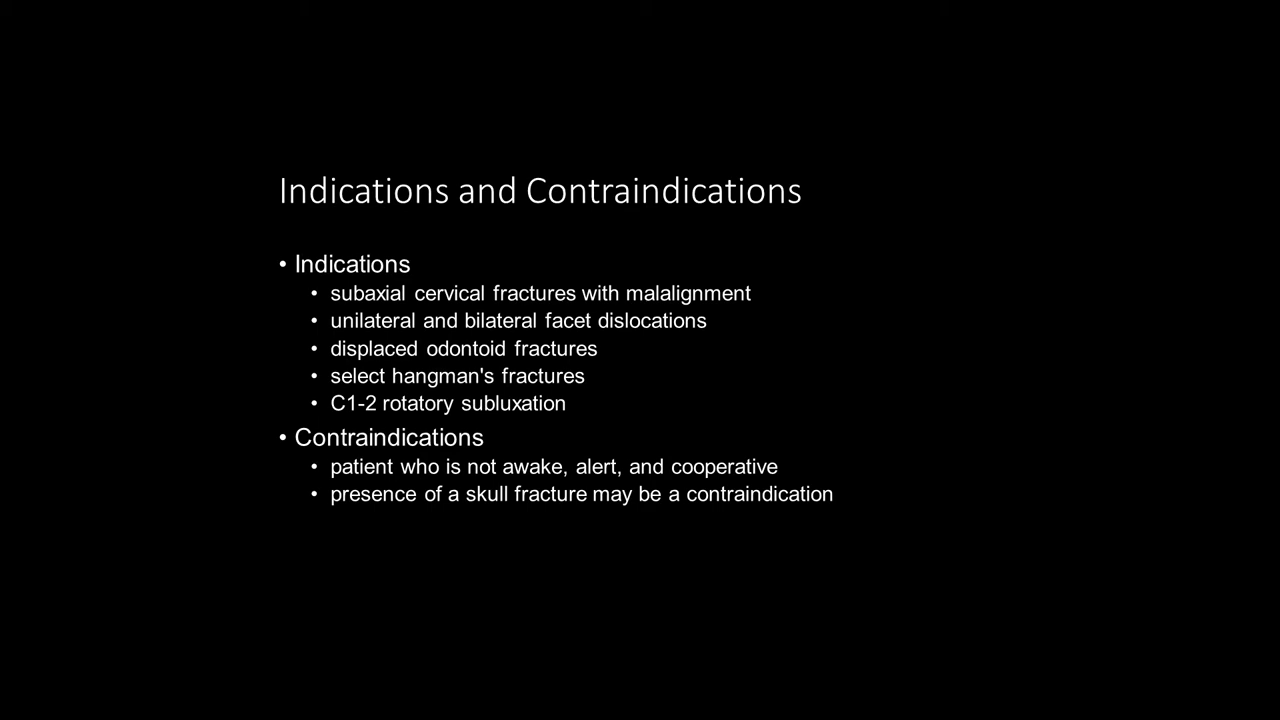 Indications and Contraindications
• Indications
• subaxial cervical fractures with malalignment
• unilateral and bilateral facet dislocations
• displaced odontoid fractures
• select hangman's fractures
• C1-2 rotatory subluxation
• Contraindications
• patient who is not awake, alert, and cooperative
• presence of a skull fracture may be a contraindication